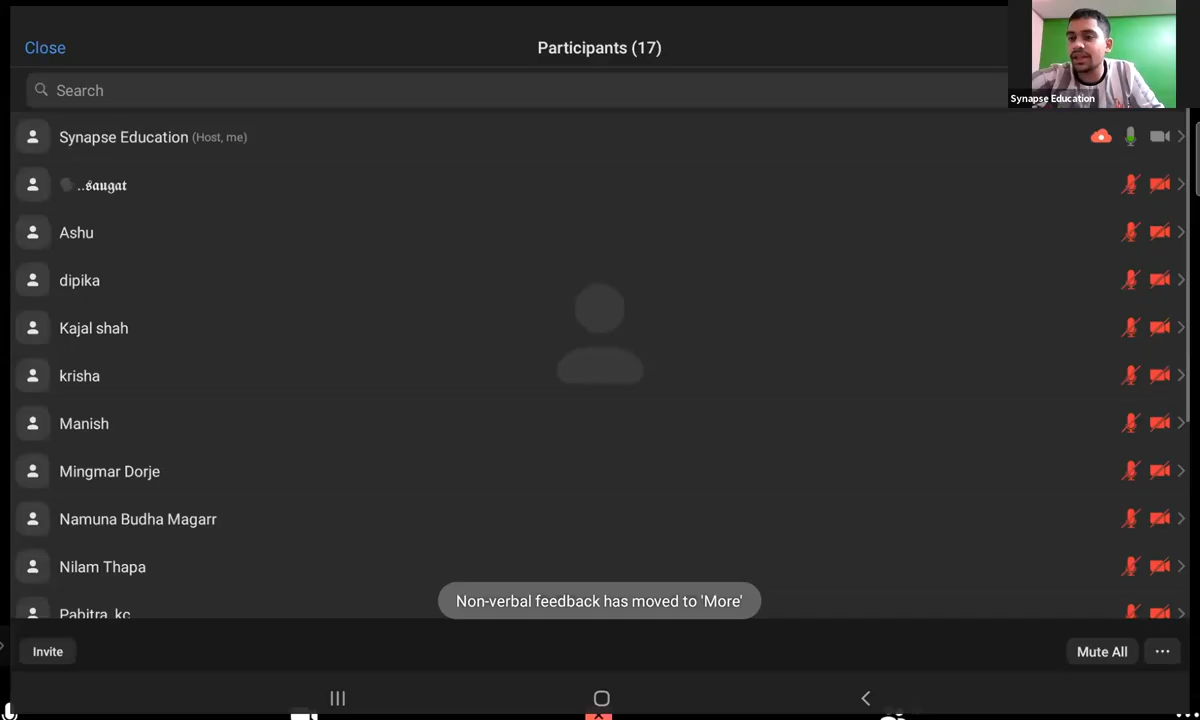 Close
Participants (17)
Synapse Education
Search
Synapse Education (Host, me)
..𝖘𝖆𝖚𝖌𝖆𝖙
Ashu
dipika
Kajal shah
krisha
Manish
Mingmar Dorje
Namuna Budha Magarr
Nilam Thapa
Pabitra kc
Non-verbal feedback has moved to 'More'
Invite
Mute All